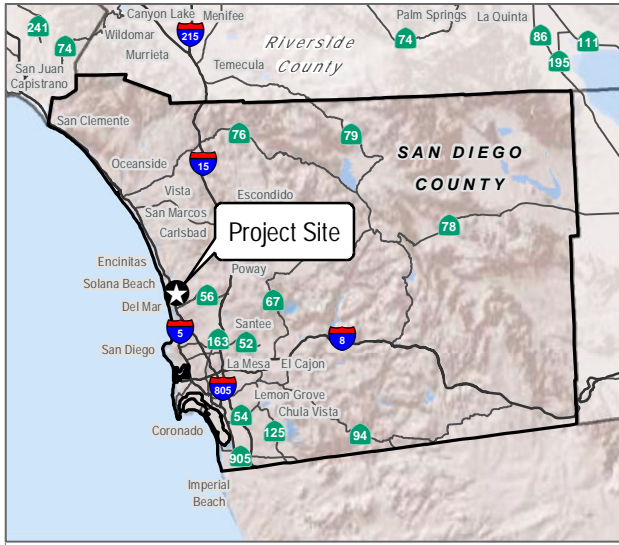 Canyon Lake
Menifee
Palm Springs
La Quinta
241
74
Wildomar
215
Riverside
County
74
86
111
195
Murrieta
Temecula
San Juan
Capistrano
San Clemente
76
79
SAN DIEGO
COUNTY
Oceanside
15
Vista
Escondido
San Marcos
Carlsbad
78
Project Site
Encinitas
Solana Beach
Del Mar
Poway
56
67
5
Santee
163
52
8
San Diego
La Mesa
El Cajon
805
Lemon Grove
Chula Vista
54
125
94
Coronado
905
Imperial
Beach